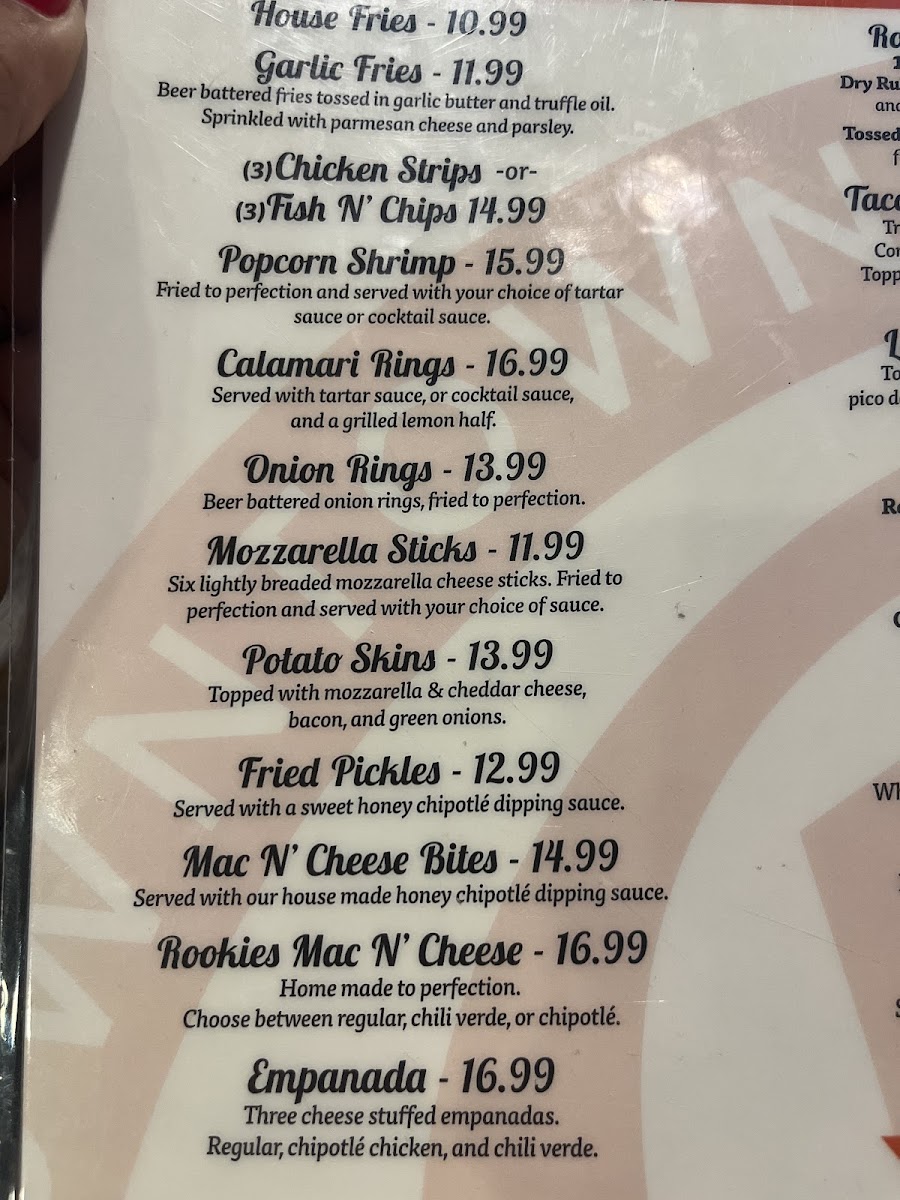 House Fries - 10.99
Garlic Fries - 11.99
Beer battered fries tossed in garlic butter and truffle oil.
Sprinkled with parmesan cheese and parsley.
(3)Chicken Strips -or-
(3)Fish N' Chips 14.99
Popcorn Shrimp - 15.99
Fried to perfection and served with your choice of tartar
sauce or cocktail sauce.
Calamari Rings - 16.99
Served with tartar sauce, or cocktail sauce,
and a grilled lemon half.
Onion Rings - 13.99
Beer battered onion rings, fried to perfection.
Mozzarella Sticks - 11.99
Six lightly breaded mozzarella cheese sticks. Fried to
perfection and served with your choice of sauce.
Potato Skins - 13.99
Topped with mozzarella & cheddar cheese,
bacon, and green onions.
Fried Pickles - 12.99
Served with a sweet honey chipotlé dipping sauce.
Mac N' Cheese Bites - 14.99
Served with our house made honey chipotlé dipping sauce.
Rookies Mac N' Cheese - 16.99
Home made to perfection.
Choose between regular, chili verde, or chipotlé.
Empanada - 16.99
Three cheese stuffed empanadas.
Regular, chipotlé chicken, and chili verde.
Dry
Tossed
pico